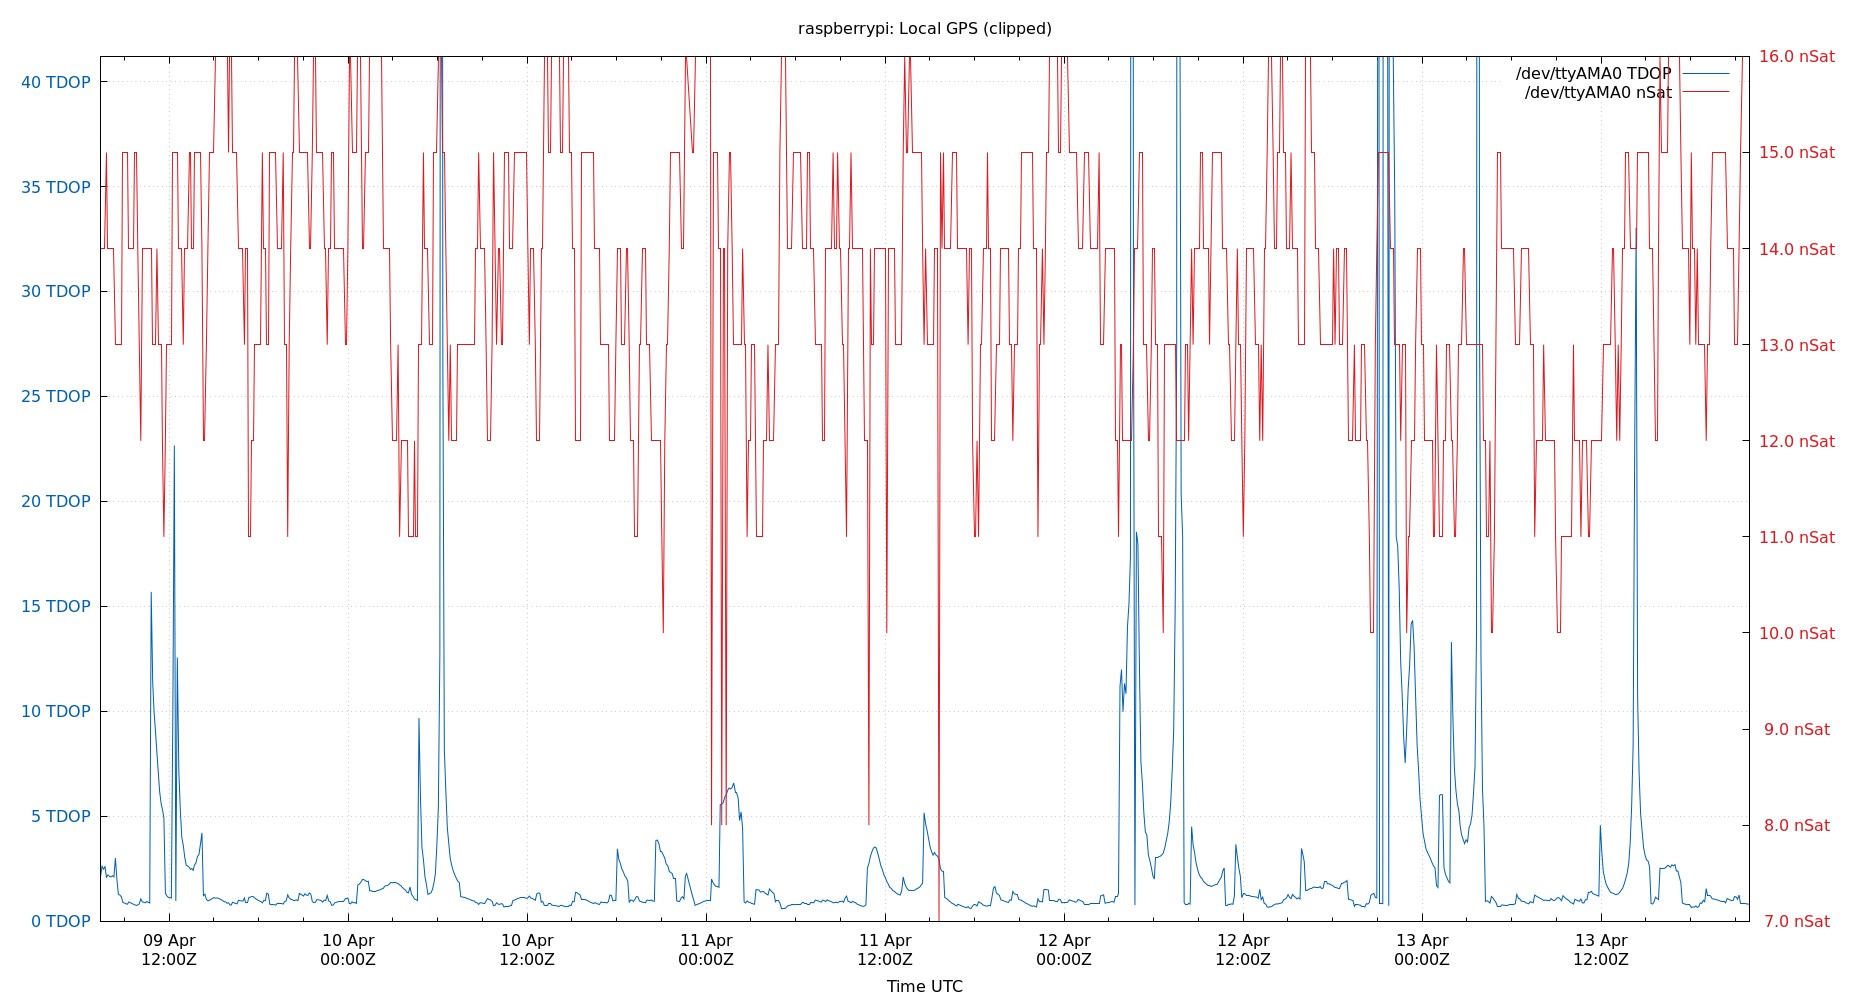 raspberrypi: Local GPS (clipped)
40 TDOP
35 TDOP
30 TDOP
25 TDOP
20 TDOP
15 TDOP
10 TDOP
5 TDOP
0 TDOP
16.0 nSat
15.0 nSat
14.0 nSat
13.0 nSat
12.0 nSat
11.0 nSat
10.0 nSat
9.0 nSat
8.0 nSat
7.0 nSat
/dev/ttyAMA0 TDOP
/dev/ttyAMA0 nSat
09 Apr
12:00Z
10 Apr
00:00Z
10 Apr
12:00Z
11 Apr
00:00Z
11 Apr
12:00Z
12 Apr
00:00Z
12 Apr
12:00Z
13 Apr
00:00Z
13 Apr
12:00Z
Time UTC